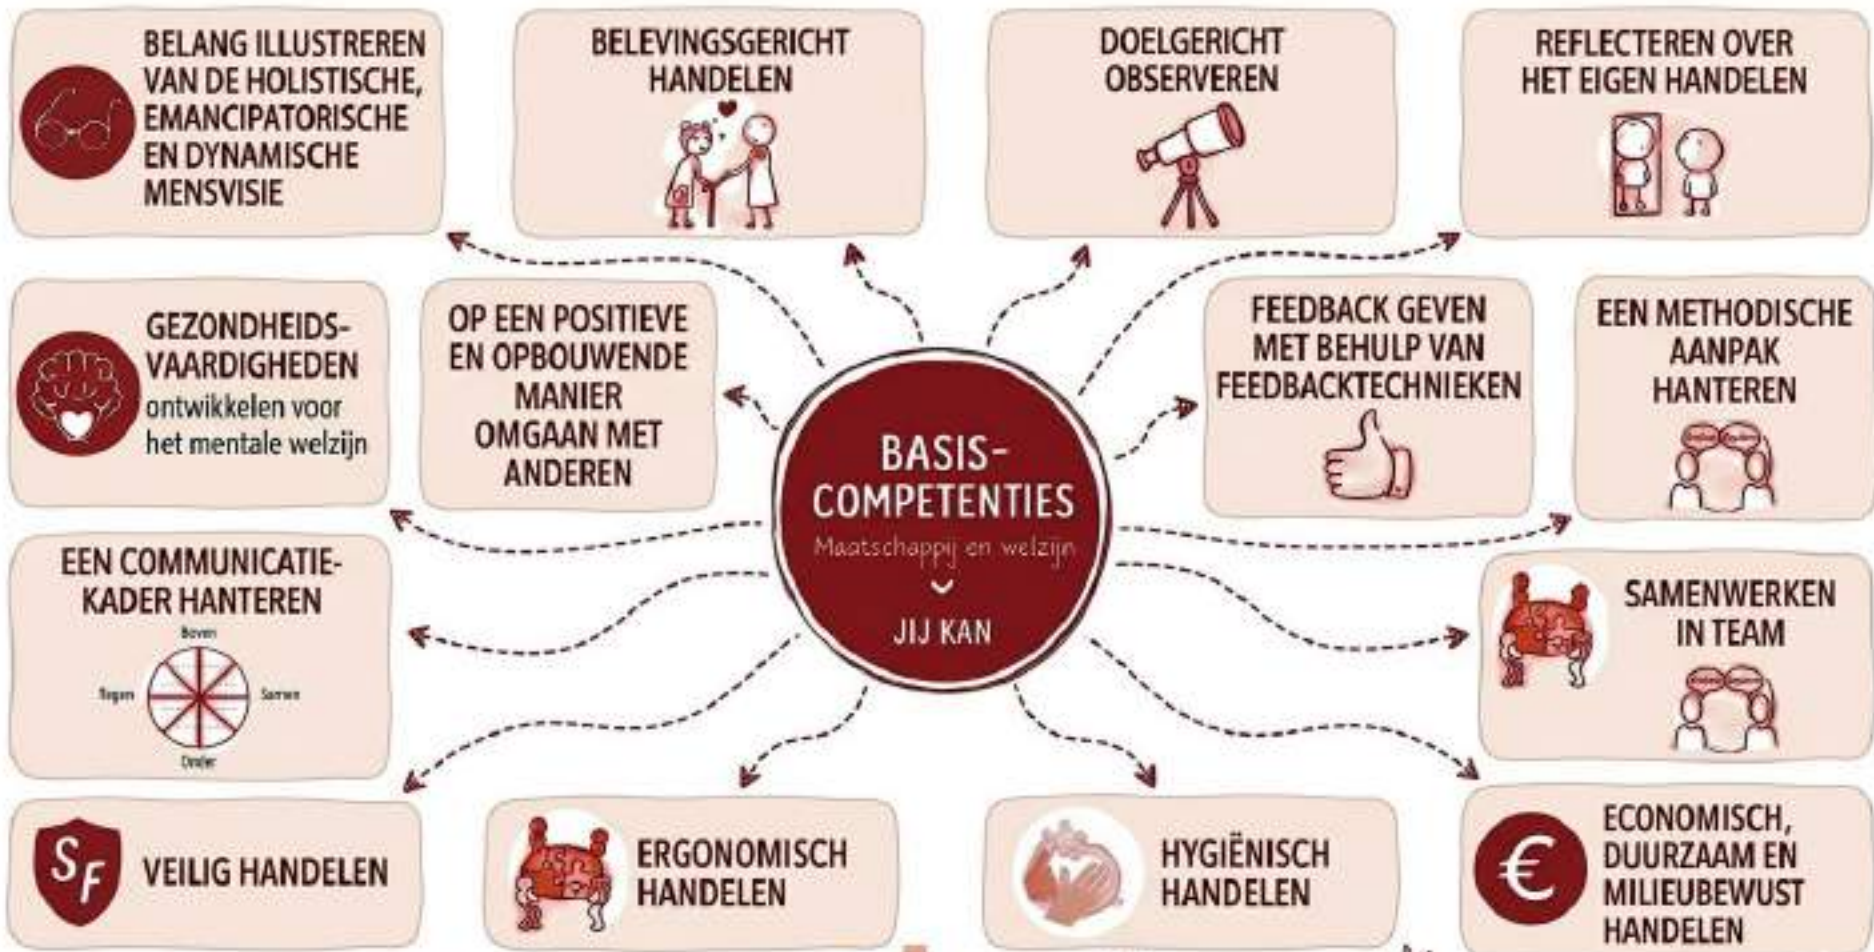 BELANG ILLUSTREREN
VAN DE HOLISTISCHE,
EMANCIPATORISCHE
EN DYNAMISCHE
MENSVISIE
BELEVINGSGERICHT
HANDELEN
DOELGERICHT
OBSERVEREN
REFLECTEREN OVER
HET EIGEN HANDELEN
GEZONDHEIDS-
VAARDIGHEDEN
ontwikkelen voor
het mentale welzijn
OP EEN POSITIEVE
EN OPBOUWENDE
MANIER
OMGAAN MET
ANDEREN
FEEDBACK GEVEN
MET BEHULP VAN
FEEDBACKTECHNIEKEN
EEN METHODISCHE
AANPAK
HANTEREN
BASIS-
COMPETENTIES
Maatschappij en welzijn
JIJ KAN
EEN COMMUNICATIE-
KADER HANTEREN
Boven
Tegen
Samen
Onder
SAMENWERKEN
IN TEAM
SF
VEILIG HANDELEN
ERGONOMISCH
HANDELEN
HYGIËNISCH
HANDELEN
€
ECONOMISCH,
DUURZAAM EN
MILIEUBEWUST
HANDELEN